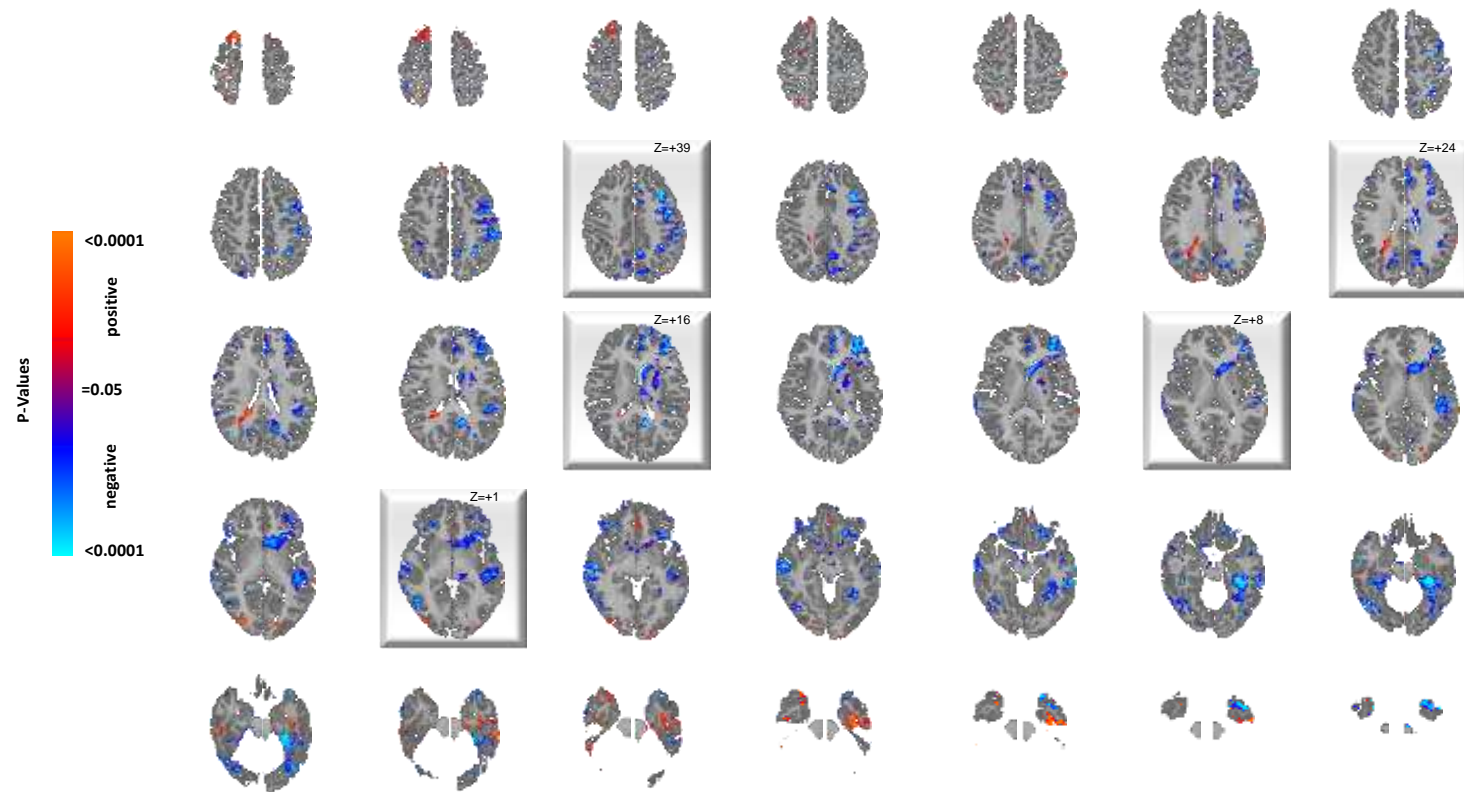 Z=+39
Z=+24
<0.0001
positive
P-Values
=0.05
negative
<0.0001
Z=+16
Z=+8
Z=+1